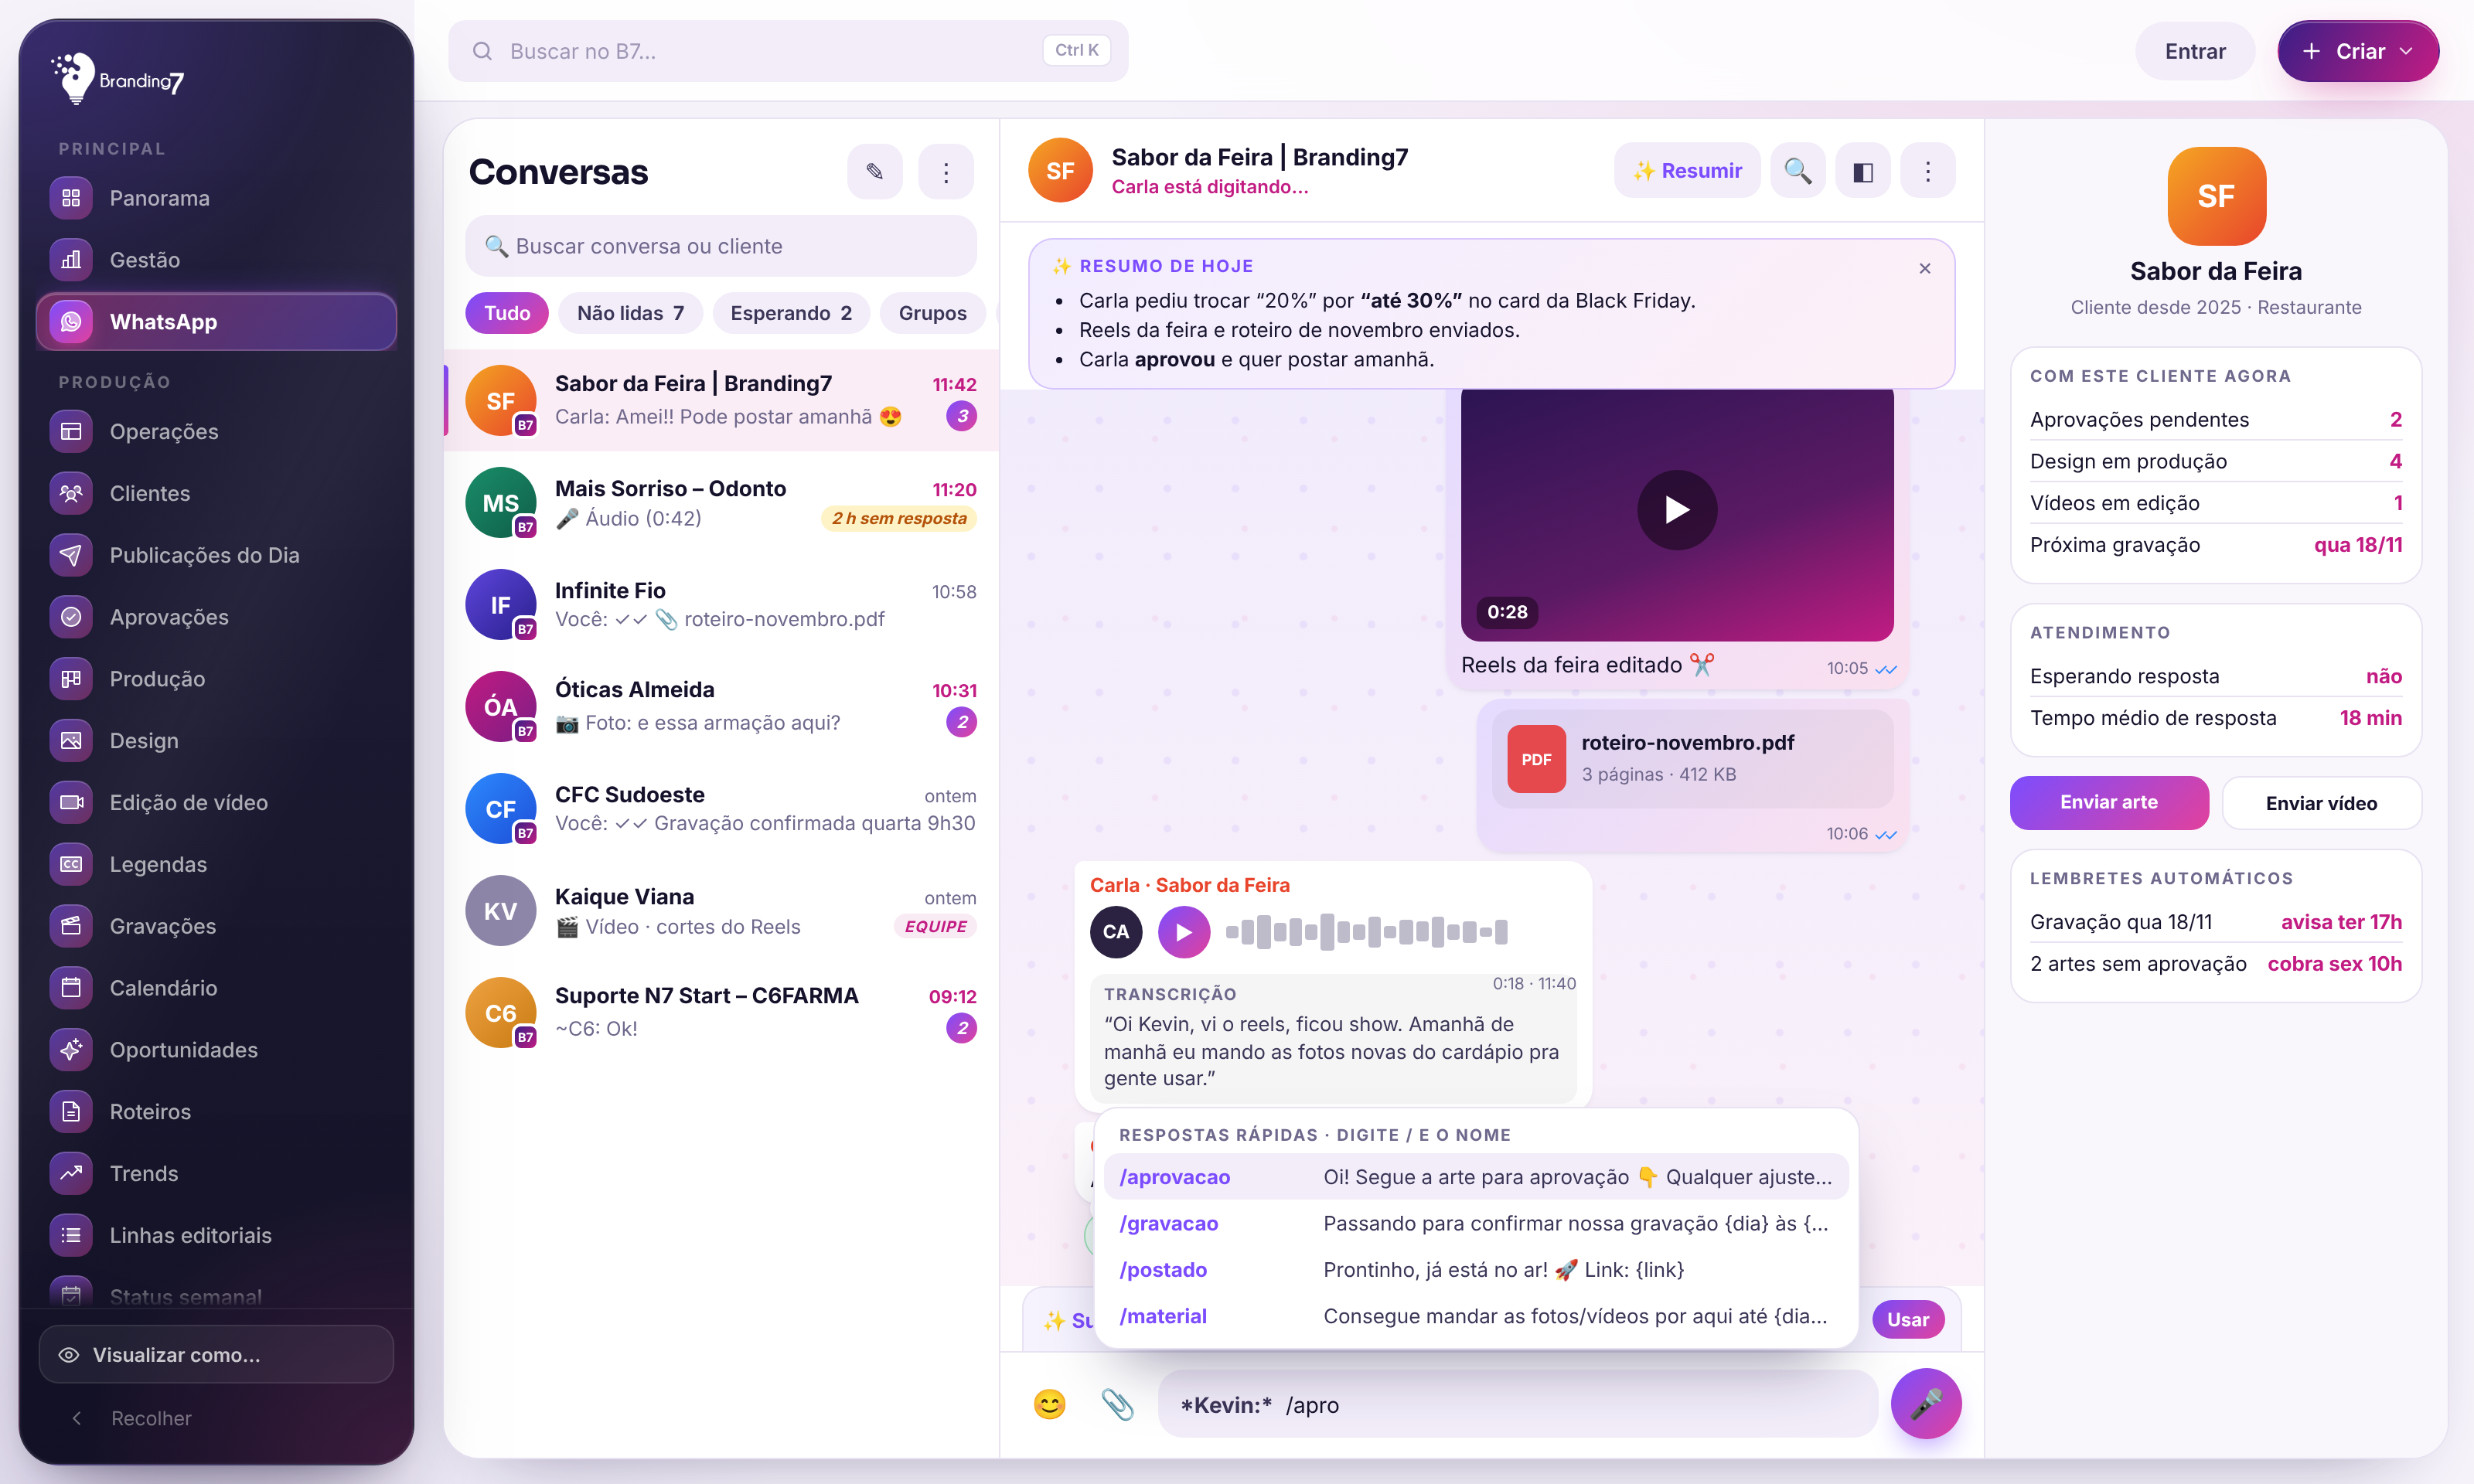 Branding7
PRINCIPAL
Panorama
Gestão
WhatsApp
PRODUÇÃO
Operações
Clientes
Publicações do Dia
Aprovações
Produção
Design
Edição de vídeo
Legendas
Gravações
Calendário
Oportunidades
Roteiros
Trends
Linhas editoriais
Status semanal
Visualizar como...
Recolher
Buscar no B7...
Ctrl K
Entrar
+ Criar
Conversas
🔍 Buscar conversa ou cliente
Tudo
Não lidas 7
Esperando 2
Grupos
SF
B7
Sabor da Feira | Branding7
11:42
Carla: Amei!! Pode postar amanhã 😍
3
MS
B7
Mais Sorriso – Odonto
11:20
🎤 Áudio (0:42)
2 h sem resposta
IF
B7
Infinite Fio
10:58
Você: ✓✓ 📎 roteiro-novembro.pdf
ÓA
B7
Óticas Almeida
10:31
📷 Foto: e essa armação aqui?
2
CF
B7
CFC Sudoeste
ontem
Você: ✓✓ Gravação confirmada quarta 9h30
KV
Kaique Viana
ontem
🎬 Vídeo · cortes do Reels
EQUIPE
C6
B7
Suporte N7 Start – C6FARMA
09:12
~C6: Ok!
2
SF
Sabor da Feira | Branding7
Carla está digitando...
✨ Resumir
✨ RESUMO DE HOJE
• Carla pediu trocar “20%” por “até 30%” no card da Black Friday.
• Reels da feira e roteiro de novembro enviados.
• Carla aprovou e quer postar amanhã.
0:28
Reels da feira editado ✂️
10:05
PDF
roteiro-novembro.pdf
3 páginas · 412 KB
10:06
Carla · Sabor da Feira
CA
0:18 · 11:40
TRANSCRIÇÃO
“Oi Kevin, vi o reels, ficou show. Amanhã de
manhã eu mando as fotos novas do cardápio pra
gente usar.”
RESPOSTAS RÁPIDAS · DIGITE / E O NOME
/aprovacao
Oi! Segue a arte para aprovação 👇 Qualquer ajuste...
/gravacao
Passando para confirmar nossa gravação {dia} às {...
/postado
Prontinho, já está no ar! 🚀 Link: {link}
/material
Consegue mandar as fotos/vídeos por aqui até {dia...
Usar
*Kevin:* /apro
SF
Sabor da Feira
Cliente desde 2025 · Restaurante
COM ESTE CLIENTE AGORA
Aprovações pendentes
2
Design em produção
4
Vídeos em edição
1
Próxima gravação
qua 18/11
ATENDIMENTO
Esperando resposta
não
Tempo médio de resposta
18 min
Enviar arte
Enviar vídeo
LEMBRETES AUTOMÁTICOS
Gravação qua 18/11
avisa ter 17h
2 artes sem aprovação
cobra sex 10h